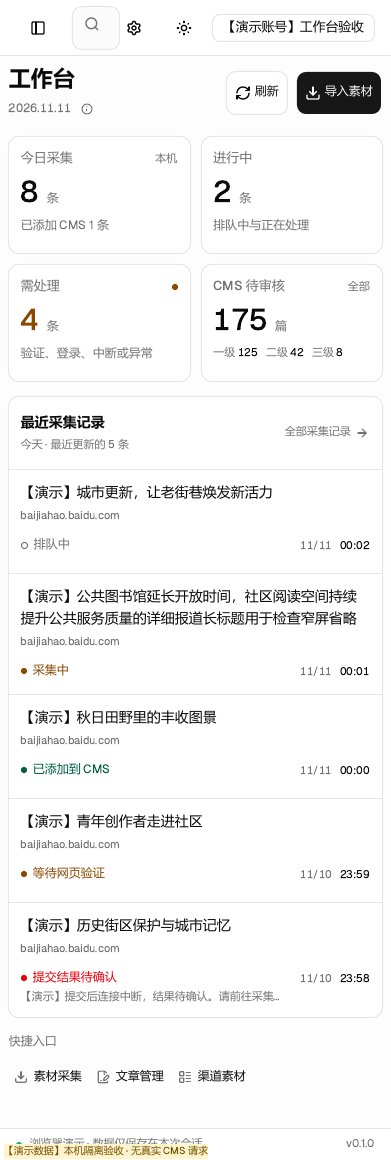 【演示账号】工作台验收
工作台
2026.11.11
刷新
导入素材
今日采集 本机
8 条
已添加 CMS 1 条
进行中
2 条
排队中与正在处理
需处理
4 条
验证、登录、中断或异常
CMS 待审核 全部
175 篇
一级 125 二级 42 三级 8
最近采集记录
今天 · 最近更新的 5 条
全部采集记录
【演示】城市更新，让老街巷焕发新活力
baijiahao.baidu.com
排队中 11/11 00:02
【演示】公共图书馆延长开放时间，社区阅读空间持续
提升公共服务质量的详细报道长标题用于检查窄屏省略
baijiahao.baidu.com
采集中 11/11 00:01
【演示】秋日田野里的丰收图景
baijiahao.baidu.com
已添加到 CMS 11/11 00:00
【演示】青年创作者走进社区
baijiahao.baidu.com
等待网页验证 11/10 23:59
【演示】历史街区保护与城市记忆
baijiahao.baidu.com
提交结果待确认 11/10 23:58
【演示】提交后连接中断，结果待确认。请前往采集...
快捷入口
素材采集 文章管理 渠道素材
浏览器演示 · 数据仅保存在本次会话 v0.1.0
【演示数据】本机隔离验收 · 无真实 CMS 请求